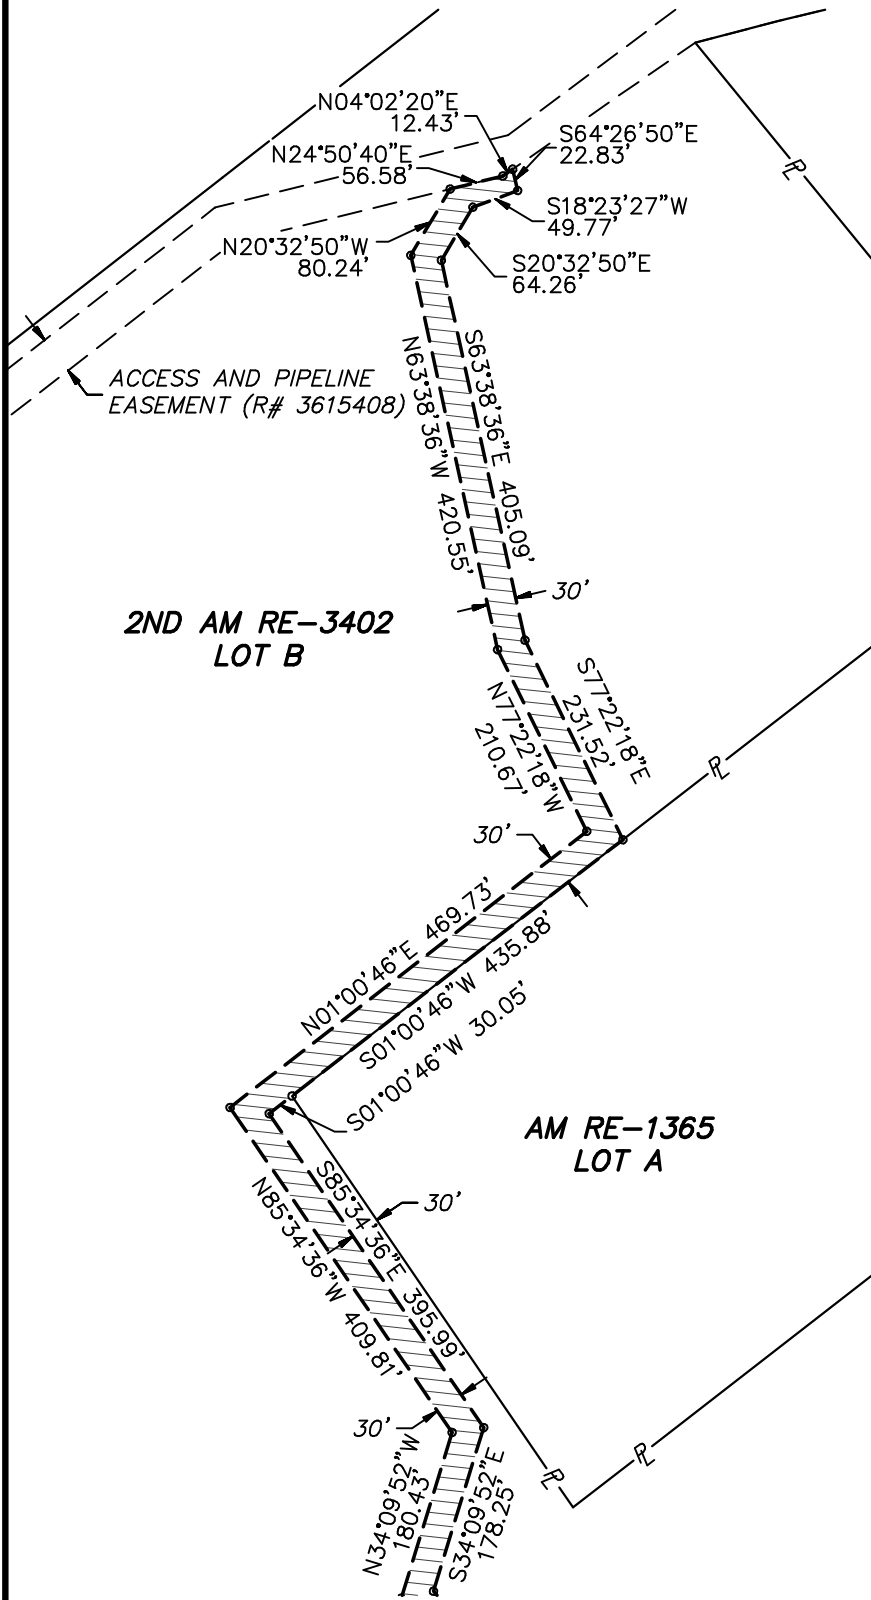 N04°02'20"E
12.43'
S64°26'50"E
22.83'
N24°50'40"E
56.58'
S18°23'27"W
49.77'
N20°32'50"W
80.24'
S20°32'50"E
64.26'
ACCESS AND PIPELINE
EASEMENT (R# 3615408)
N63°38'36"W 420.55'
S63°38'36"E 405.09'
30'
2ND AM RE-3402
LOT B
S77°22'18"E
231.52'
N77°22'18"W
210.67'
PL
PL
30'
N01°00'46"E 469.73'
S01°00'46"W 435.88'
S01°00'46"W 30.05'
AM RE-1365
LOT A
S85°34'36"E 395.99'
N85°34'36"W 409.81'
30'
30'
N34°09'52"W
180.43'
S34°09'52"E
178.25'
PL
PL